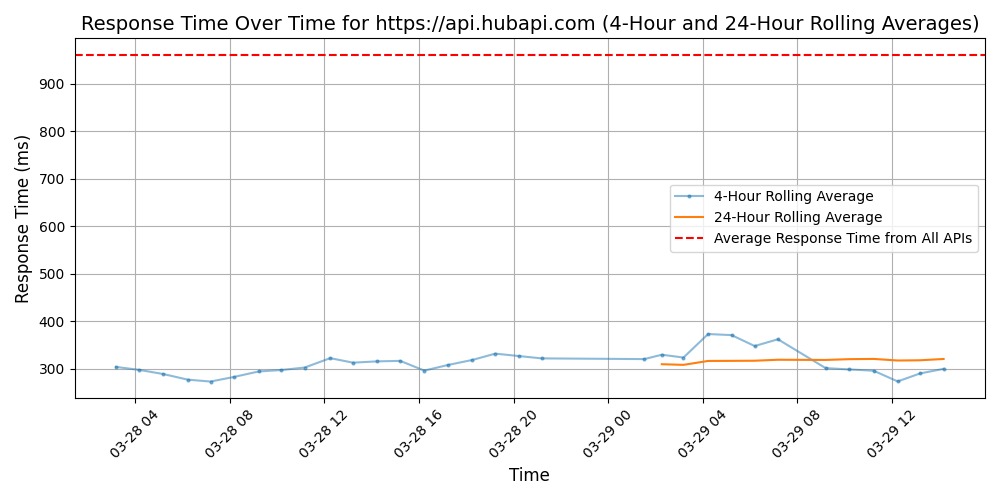 Response Time Over Time for https://api.hubapi.com (4-Hour and 24-Hour Rolling Averages)
Response Time (ms)
900
800
700
600
500
400
300
4-Hour Rolling Average
24-Hour Rolling Average
Average Response Time from All APIs
03-28 04
03-28 08
03-28 12
03-28 16
03-28 20
03-29 00
03-29 04
03-29 08
03-29 12
Time